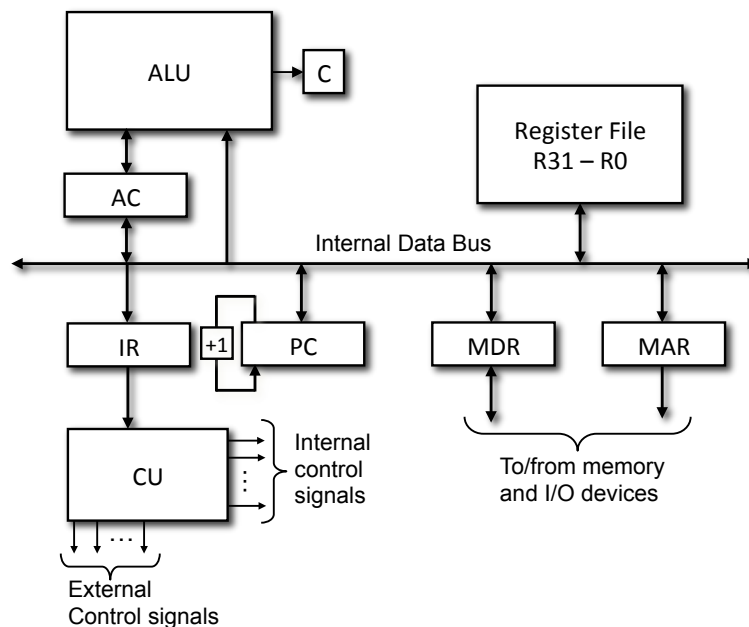 ALU
C
Register File
R31 – R0
AC
Internal Data Bus
IR
+1
PC
MDR
MAR
CU
Internal
control
signals
...
To/from memory
and I/O devices
...
External
Control signals